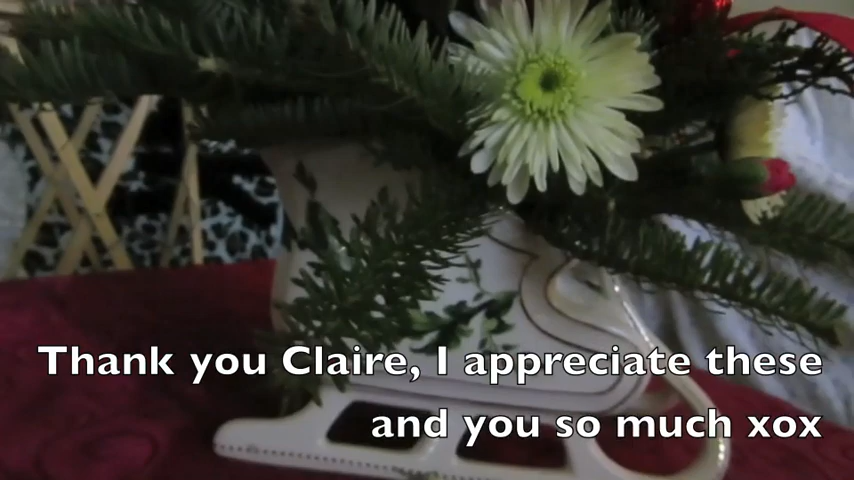 Thank you Claire, I appreciate these
and you so much xox